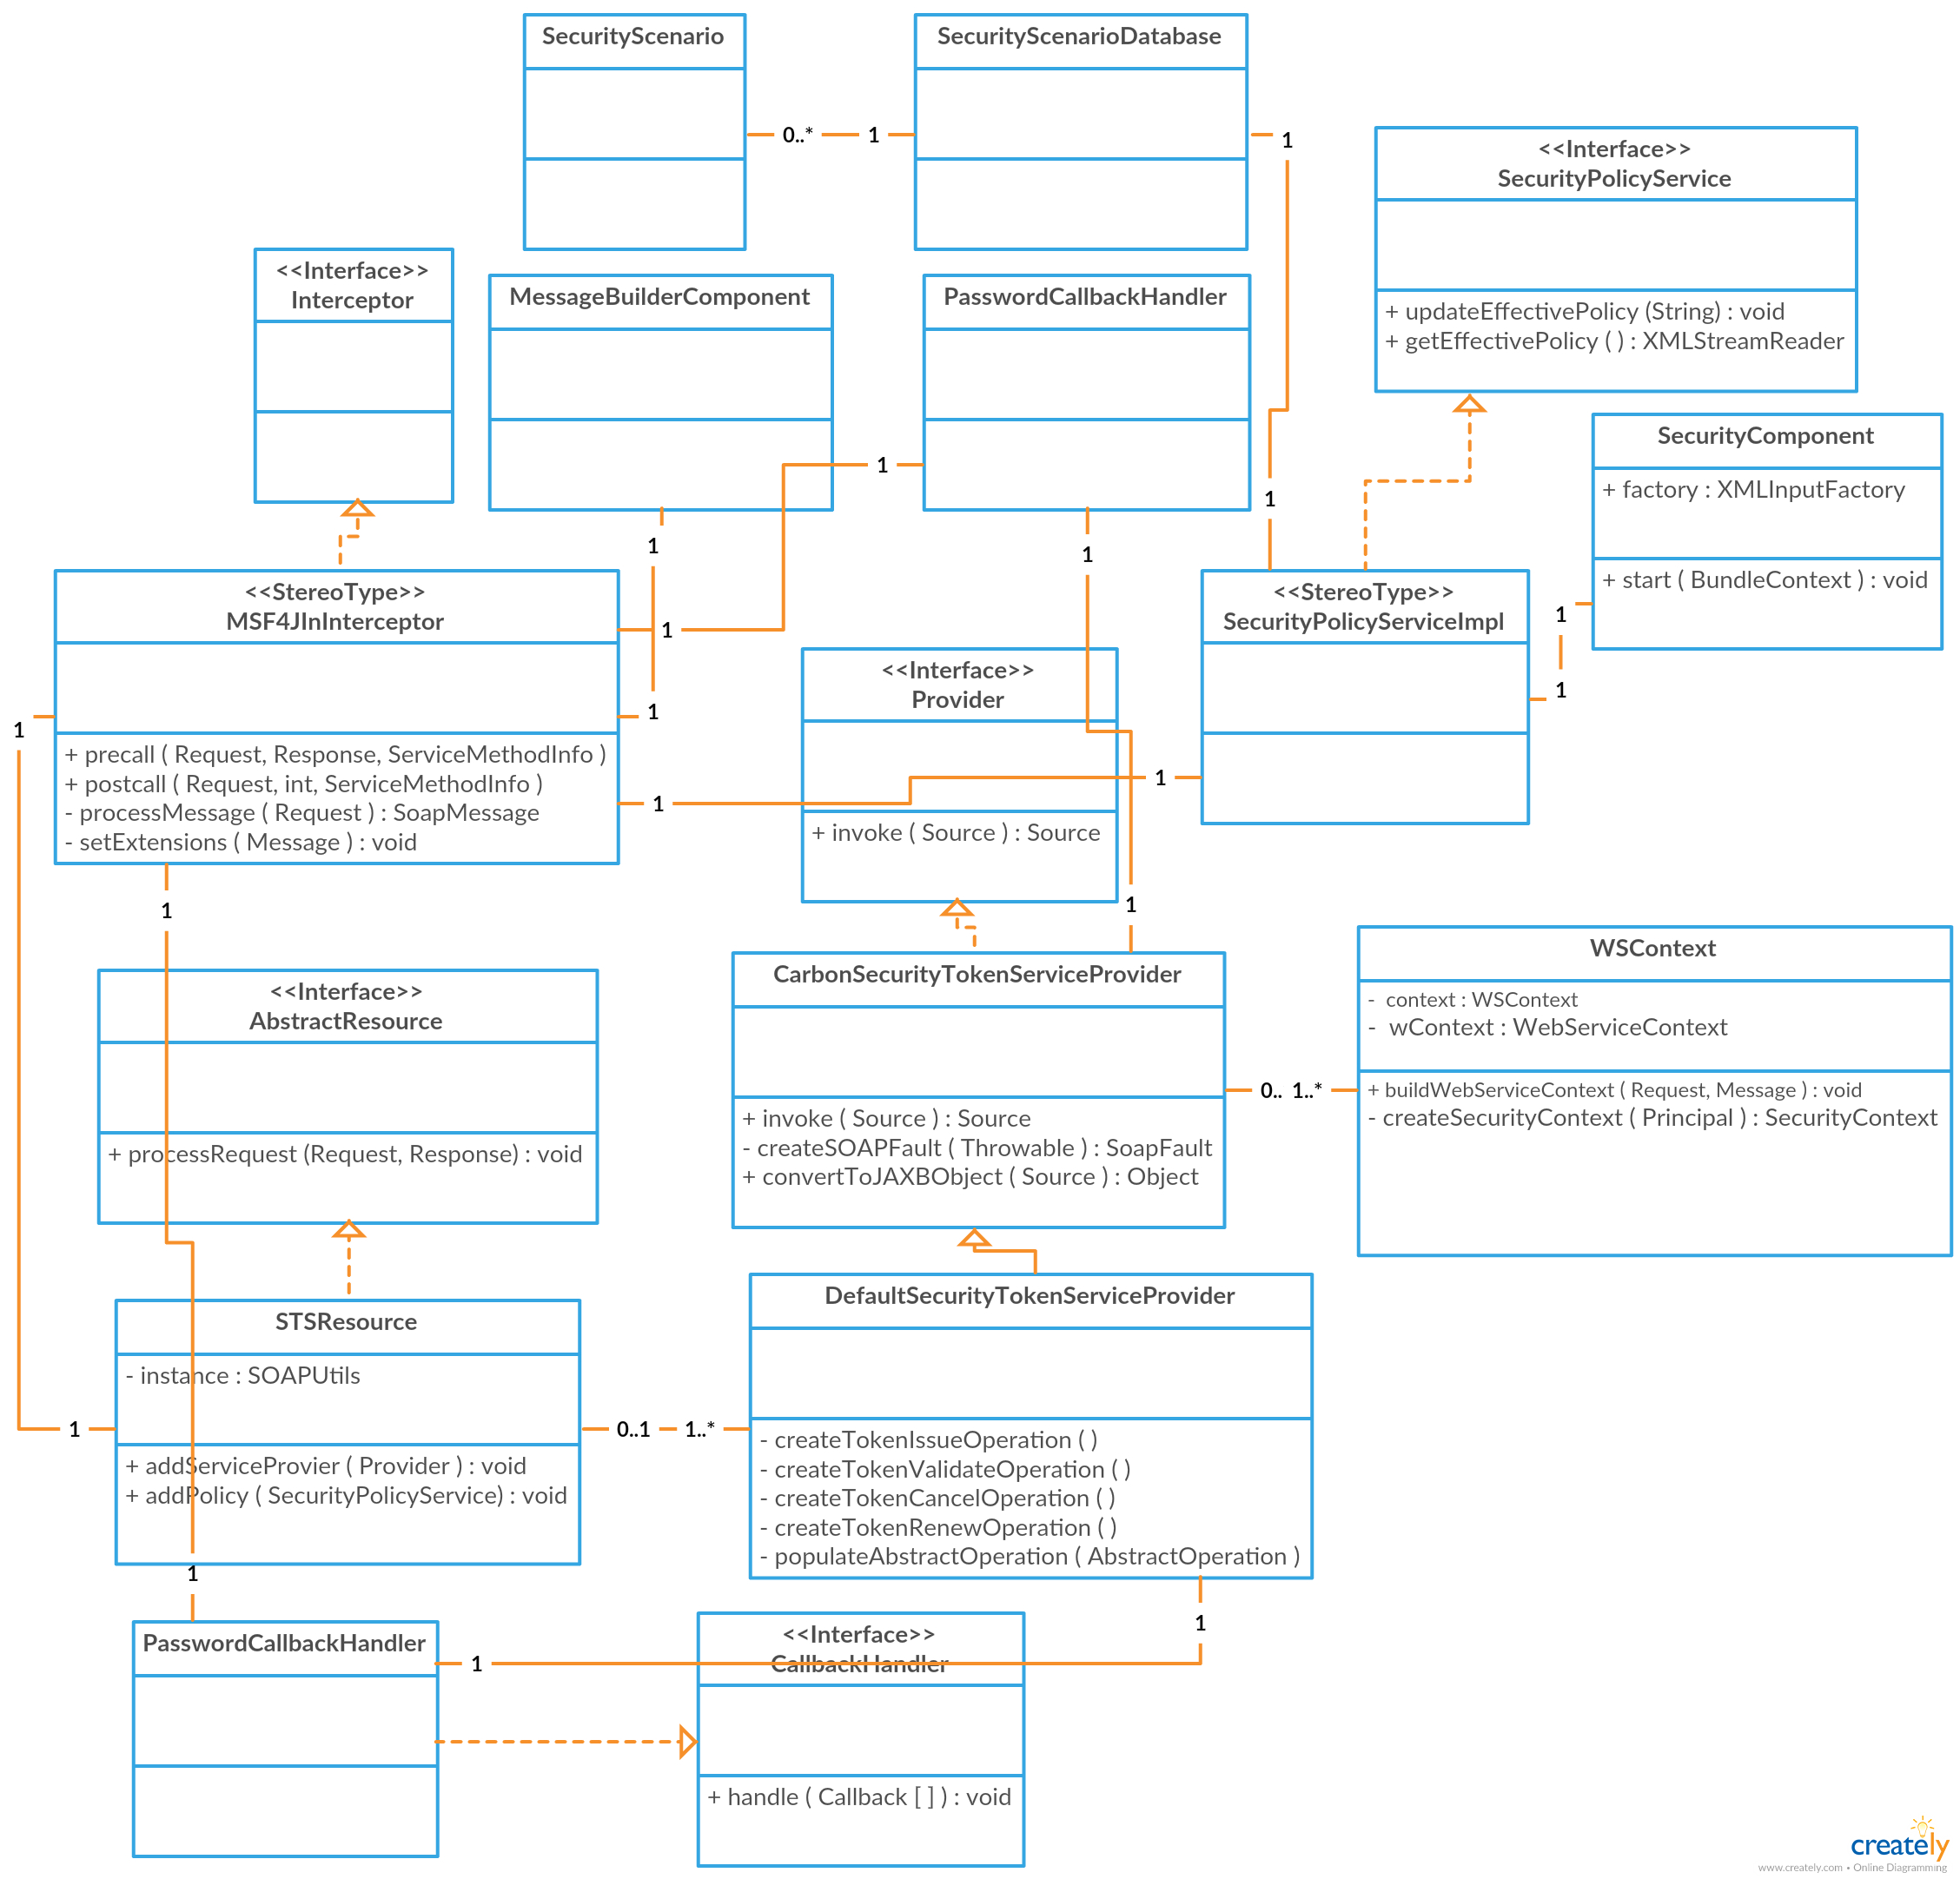 SecurityScenario
SecurityScenarioDatabase
0..*
1
1
<<Interface>>
SecurityPolicyService
+ updateEffectivePolicy (String) : void
+ getEffectivePolicy ( ) : XMLStreamReader
<<Interface>>
Interceptor
MessageBuilderComponent
PasswordCallbackHandler
1
1
1
1
SecurityComponent
+ factory : XMLInputFactory
+ start ( BundleContext ) : void
<<StereoType>>
MSF4JInInterceptor
+ precall ( Request, Response, ServiceMethodInfo )
+ postcall ( Request, int, ServiceMethodInfo )
- processMessage ( Request ) : SoapMessage
- setExtensions ( Message ) : void
1
1
1
1
<<StereoType>>
SecurityPolicyServiceImpl
1
1
1
<<Interface>>
Provider
+ invoke ( Source ) : Source
1
1
<<Interface>>
AbstractResource
+ processRequest (Request, Response) : void
CarbonSecurityTokenServiceProvider
+ invoke ( Source ) : Source
- createSOAPFault ( Throwable ) : SoapFault
+ convertToJAXBObject ( Source ) : Object
0..
1..*
WSContext
- context : WSContext
- wContext : WebServiceContext
+ buildWebServiceContext ( Request, Message ) : void
- createSecurityContext ( Principal ) : SecurityContext
STSResource
- instance : SOAPUtils
+ addServiceProvier ( Provider ) : void
+ addPolicy ( SecurityPolicyService) : void
1
0..1
1..*
DefaultSecurityTokenServiceProvider
- createTokenIssueOperation ( )
- createTokenValidateOperation ( )
- createTokenCancelOperation ( )
- createTokenRenewOperation ( )
- populateAbstractOperation ( AbstractOperation )
1
1
1
PasswordCallbackHandler
<<Interface>>
CallbackHandler
+ handle ( Callback [ ] ) : void
creately
www.creately.com • Online Diagramming